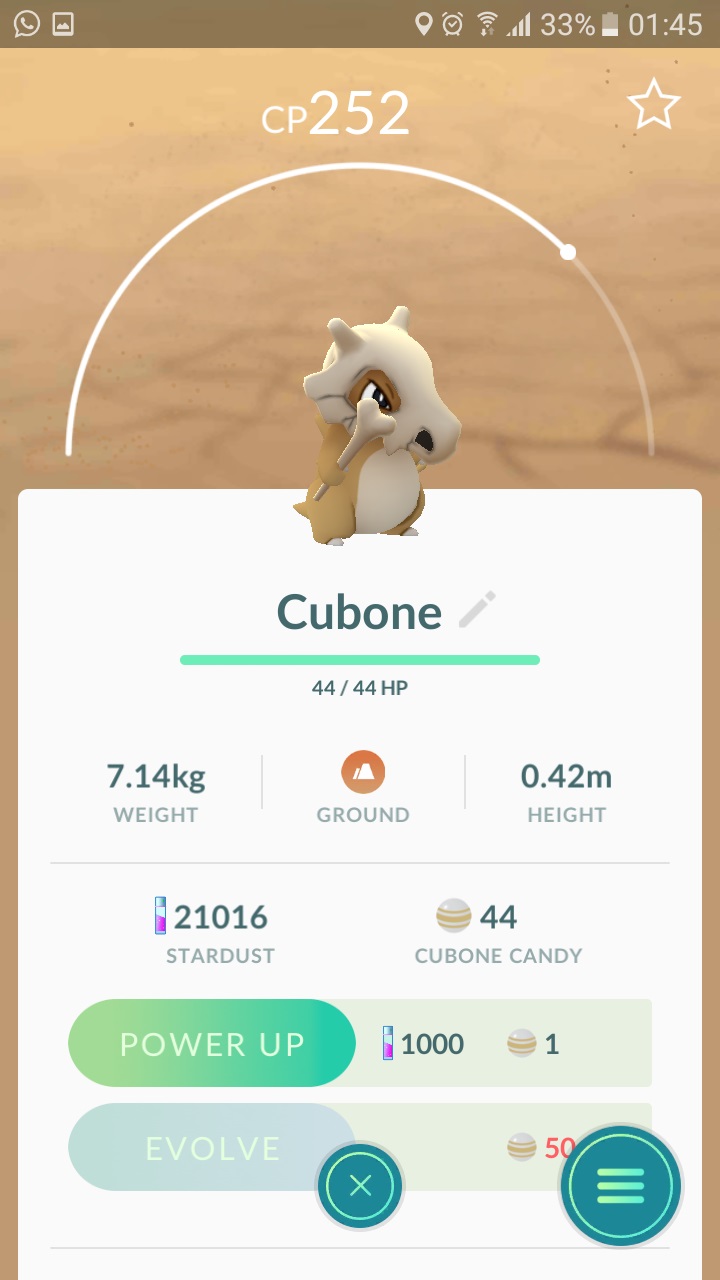 33% 01:45
CP252
Cubone
44 / 44 HP
7.14kg 0.42m
WEIGHT GROUND HEIGHT
21016 44
STARDUST CUBONE CANDY
POWER UP 1000 1
EVOLVE 50